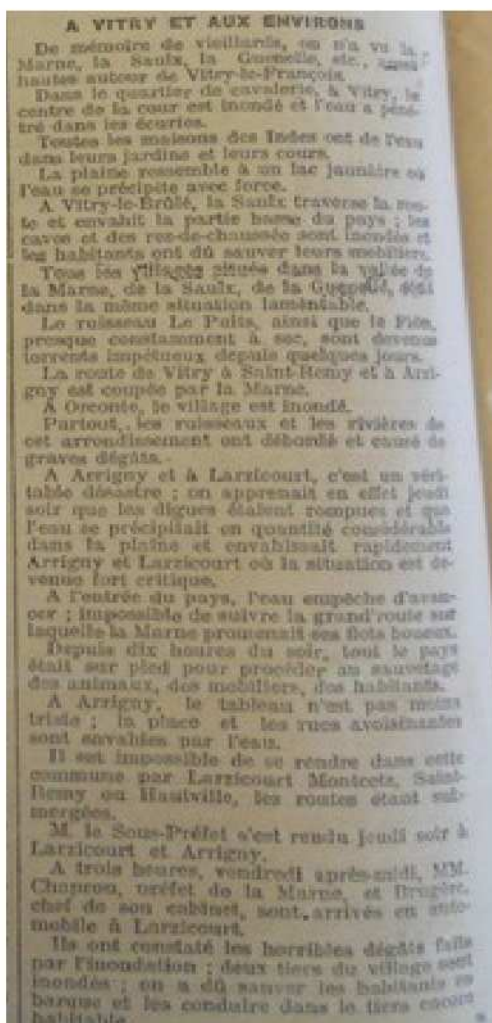 A VITRY ET AUX ENVIRONS
De mémoire de vieillards, on n'a vu la
Marne, la Saulx, la Guenelle, etc., aussi
hautes autour de Vitry-le-François.
Dans le quartier de cavalerie, à Vitry, le
centre de la cour est inondé et l'eau a péné-
tré dans les écuries.
Toutes les maisons des Indes ont de l'eau
dans leurs jardins et leurs cours.
La plaine ressemble à un lac jaunâtre où
l'eau se précipite avec force.
A Vitry-le-Brûlé, la Saulx traverse la rou-
te et envahit la partie basse du pays ; les
caves et des rez-de-chaussée sont inondés et
les habitants ont dû sauver leurs mobiliers.
Tous les villages situés dans la vallée de
la Marne, de la Saulx, de la
dans la même situation lamentable.
Le ruisseau Le Puits, ainsi que le Fion,
presque constamment à sec, sont devenus
torrents impétueux depuis quelques jours.
La route de Vitry à Saint-Remy et à Arri-
gny est coupée par la Marne.
A Orconte, le village est inondé.
Partout, les ruisseaux et les rivières de
cet arrondissement ont débordé et causé de
graves dégâts.
A Arrigny et à Larzicourt, c'est un véri-
table désastre ; on apprenait en effet jeudi
soir que les digues étaient rompues et que
l'eau se précipitait en quantité considérable
dans la plaine et envahissait rapidement
Arrigny et Larzicourt où la situation est de-
venue fort critique.
A l'entrée du pays, l'eau empêche d'avan-
cer ; impossible de suivre la grand'route sur
laquelle la Marne promenait ses flots boueux.
Depuis dix heures du soir, tout le pays
était sur pied pour procéder au sauvetage
des animaux, des mobiliers, des habitants.
A Arrigny, le tableau n'est pas moins
triste ; la place et les rues avoisinantes
sont envahies par l'eau.
Il est impossible de se rendre dans cette
commune par Larzicourt Montcetz, Saint-
Remy ou Hautville, les routes étant sub-
mergées.
M. le Sous-Préfet s'est rendu jeudi soir à
Larzicourt et Arrigny.
A trois heures, vendredi après-midi, MM.
Chapron, préfet de la Marne, et Brugère,
chef de son cabinet, sont arrivés en auto-
mobile à Larzicourt.
Ils ont constaté les horribles dégâts faits
par l'inondation ; deux tiers du village sont
inondés ; on a dû sauver les habitants en
barque et les conduire dans le tiers encore
habitable.